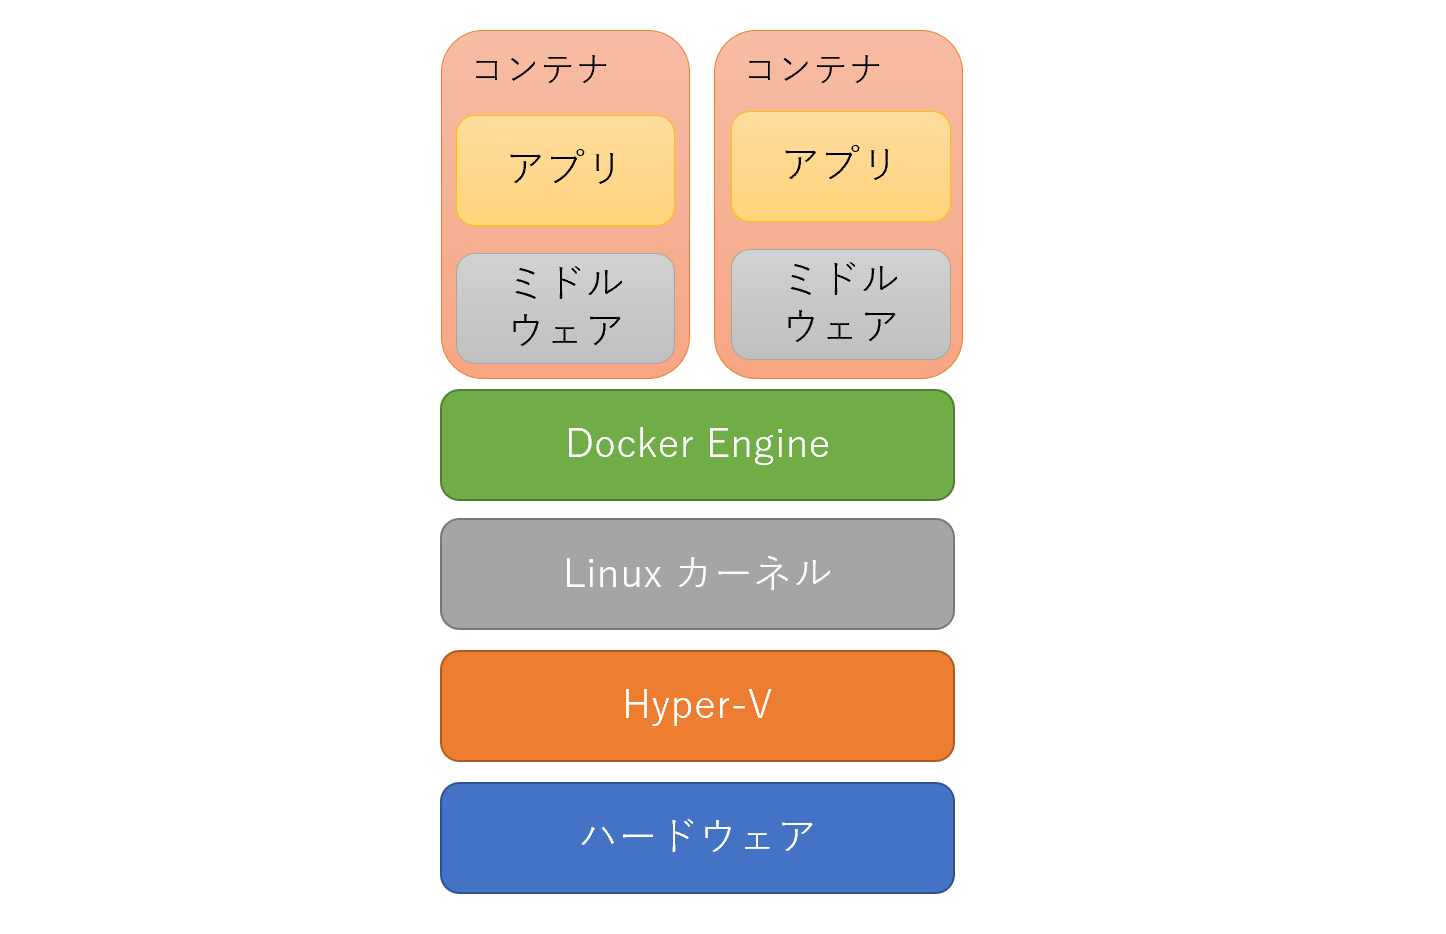 コンテナ
アプリ
ミドル
ウェア
コンテナ
アプリ
ミドル
ウェア
Docker Engine
Linux カーネル
Hyper-V
ハードウェア